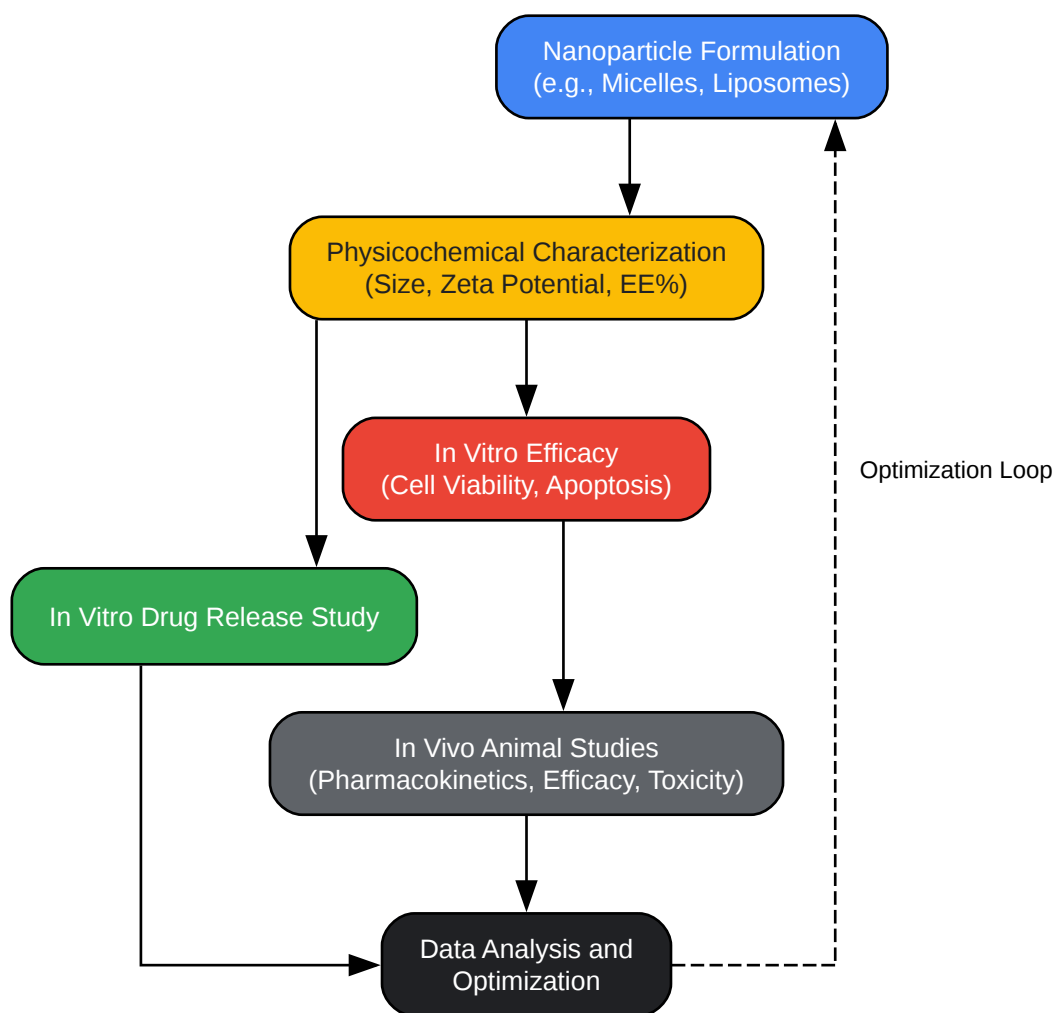 Nanoparticle Formulation
(e.g., Micelles, Liposomes)
Physicochemical Characterization
(Size, Zeta Potential, EE%)
In Vitro Efficacy
(Cell Viability, Apoptosis)
Optimization Loop
In Vitro Drug Release Study
In Vivo Animal Studies
(Pharmacokinetics, Efficacy, Toxicity)
Data Analysis and
Optimization